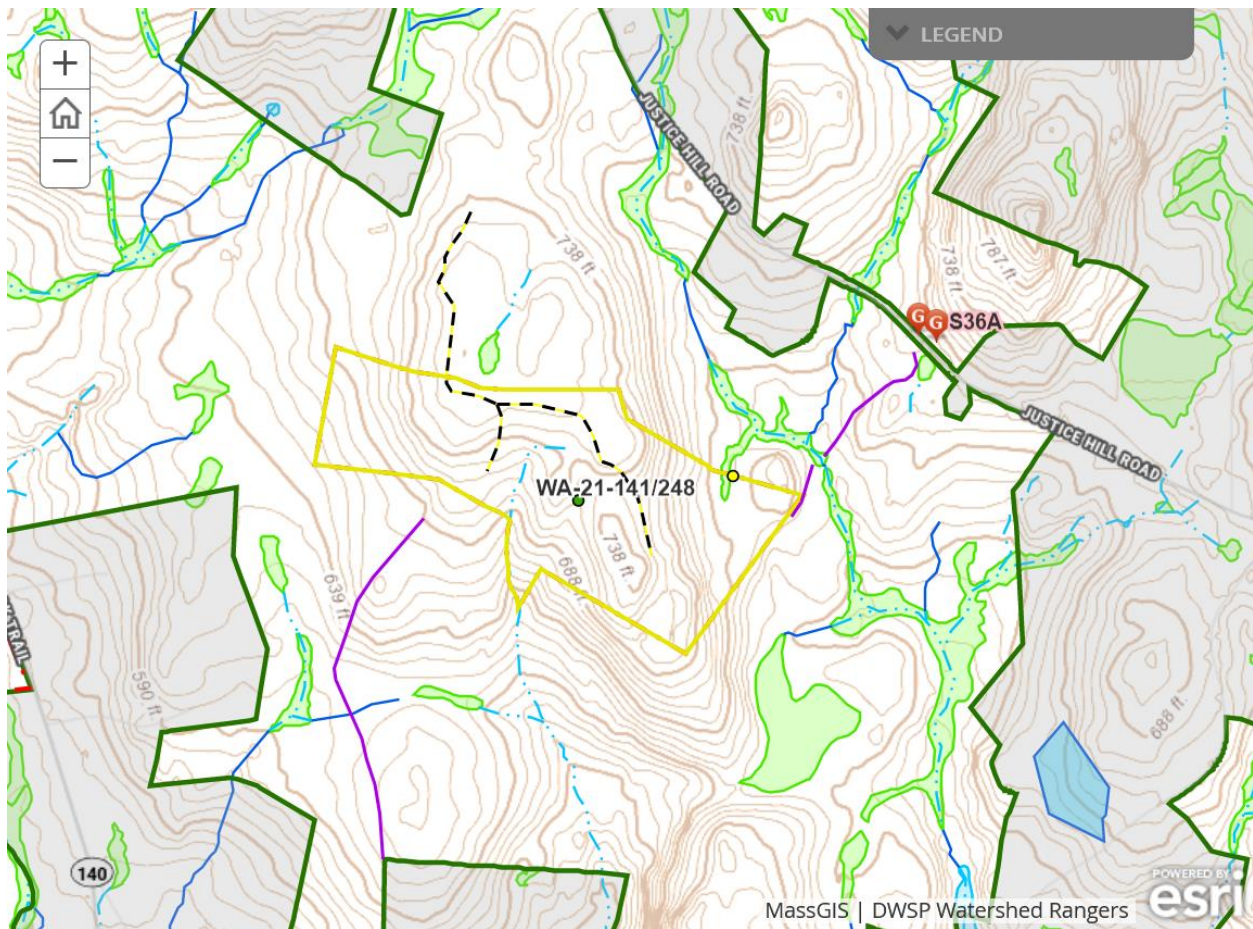 +
−
LEGEND
JUSTICE HILL ROAD
738 ft.
738 ft
738 ft.
787 ft
G
G
S36A
JUSTICE HILL ROAD
WA-21-141/248
738 ft.
688 ft.
639 ft
TRAIL
590 ft
688 ft.
140
POWERED BY
esri
MassGIS | DWSP Watershed Rangers